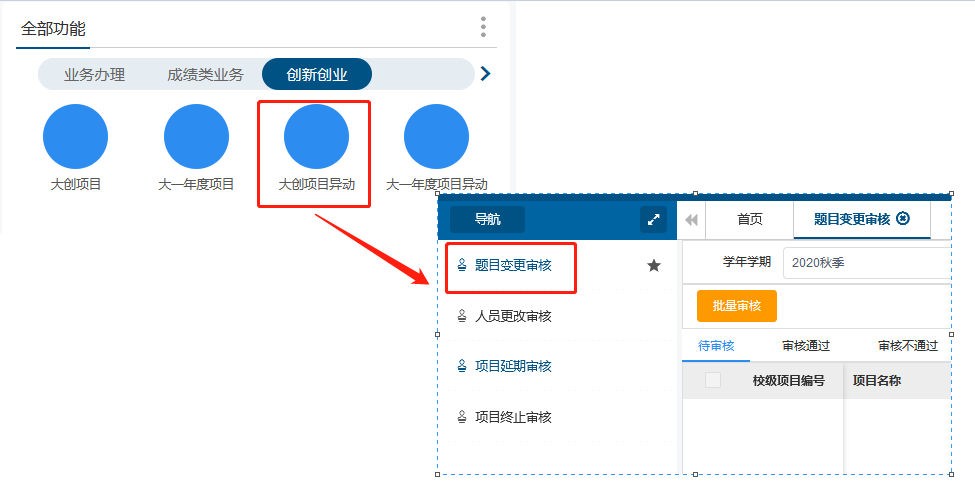 全部功能
业务办理 成绩类业务 创新创业
大创项目 大一年度项目 大创项目异动 大一年度项目异动
导航 首页 题目变更审核
题目变更审核 学年学期 2020秋季
批量审核
人员更改审核
待审核 审核通过 审核不通过
项目延期审核
校级项目编号 项目名称
项目终止审核